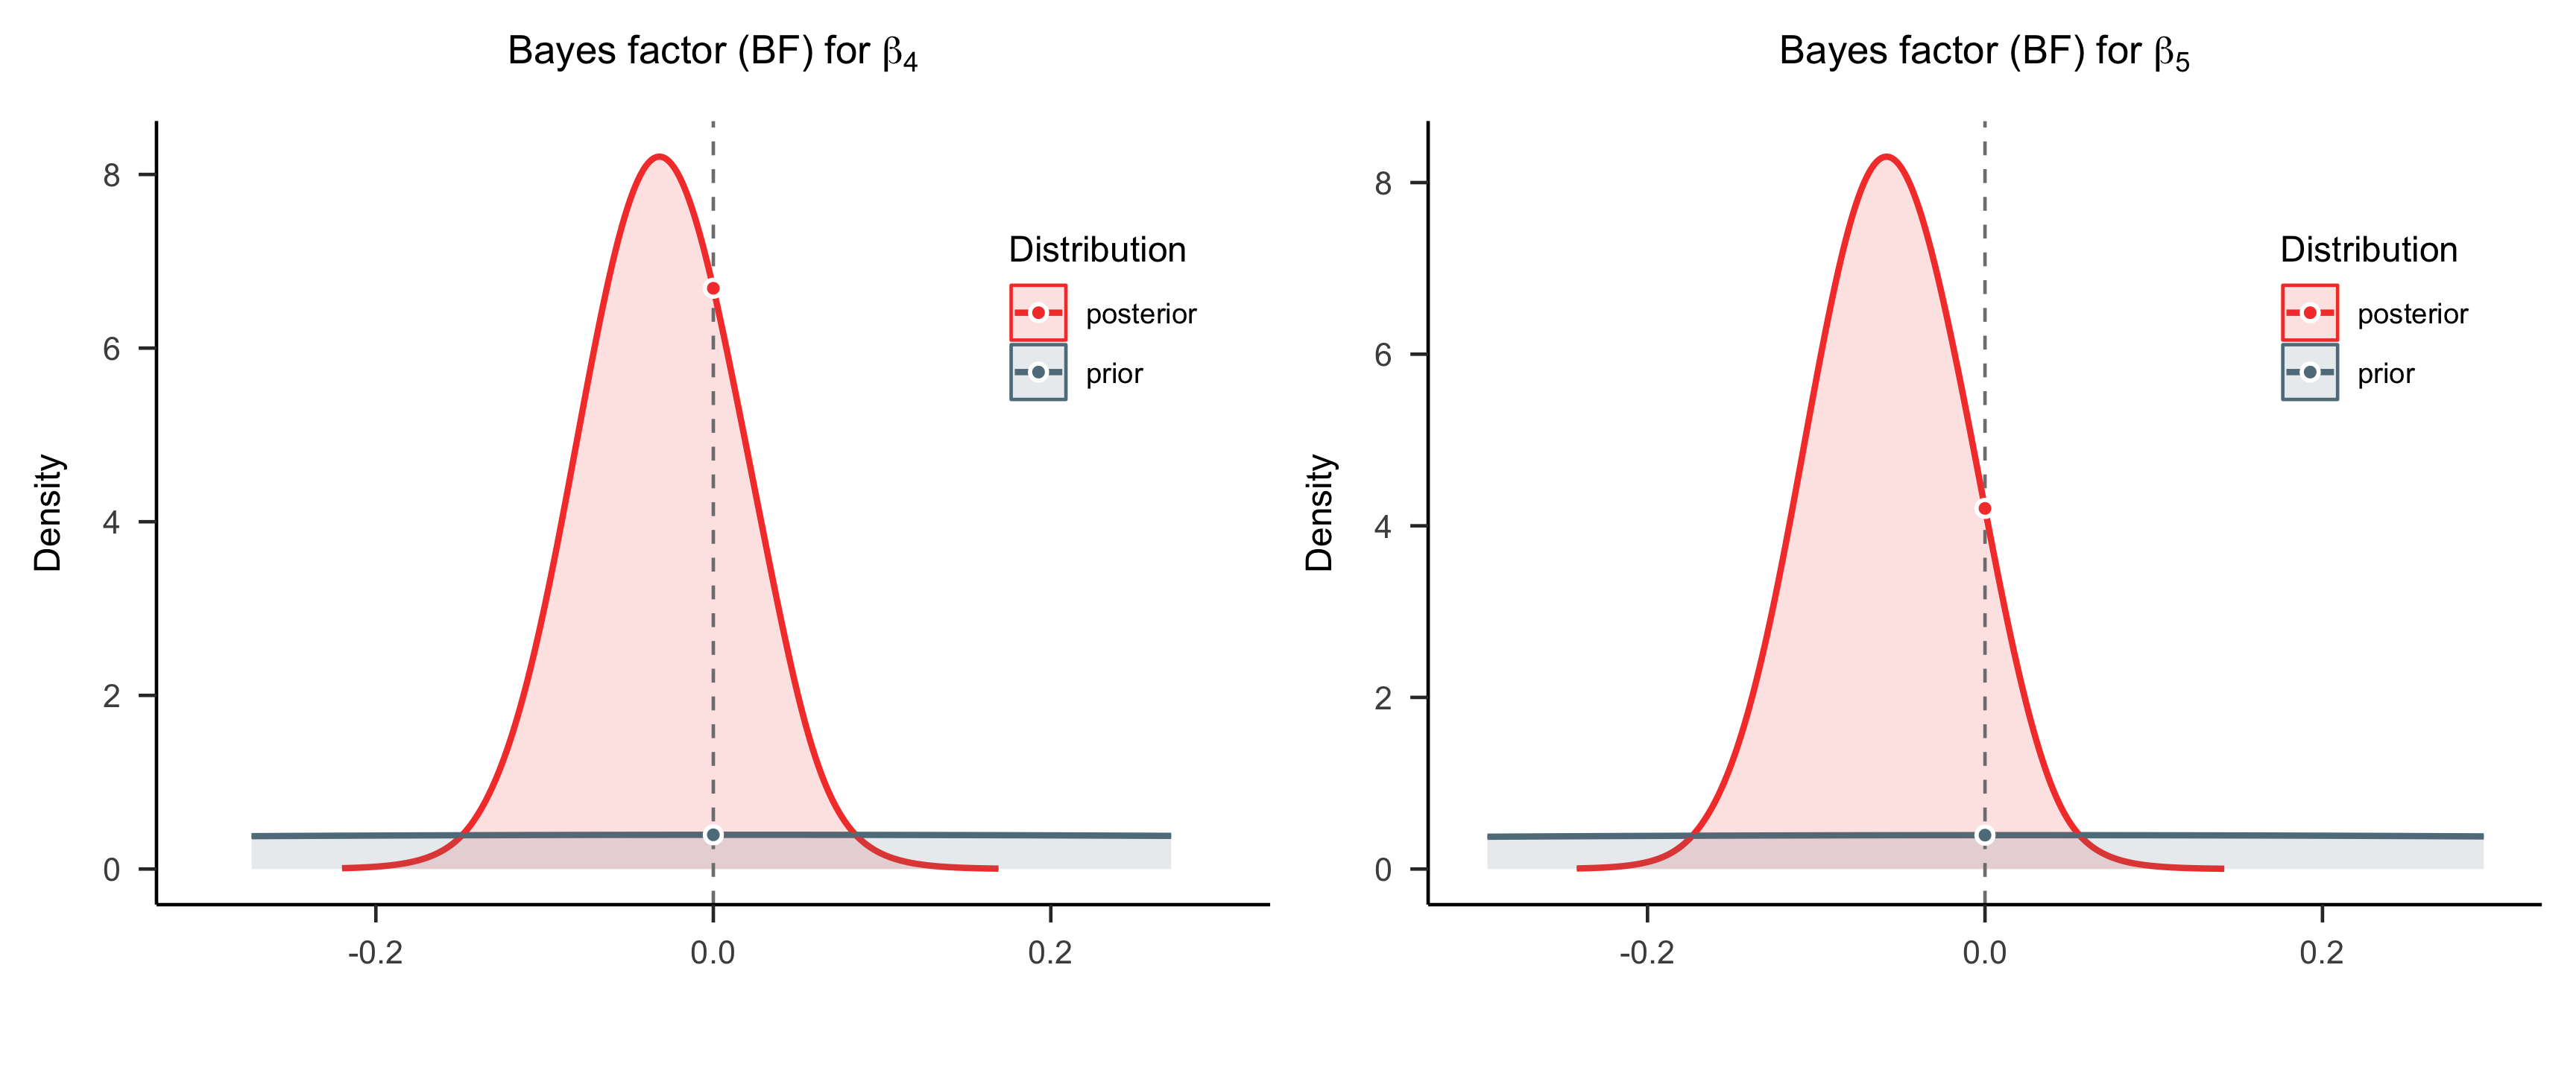 Bayes factor (BF) for β4
Density
8
6
4
2
0
-0.2
0.0
0.2
Distribution
posterior
prior
Bayes factor (BF) for β5
Density
8
6
4
2
0
-0.2
0.0
0.2
Distribution
posterior
prior